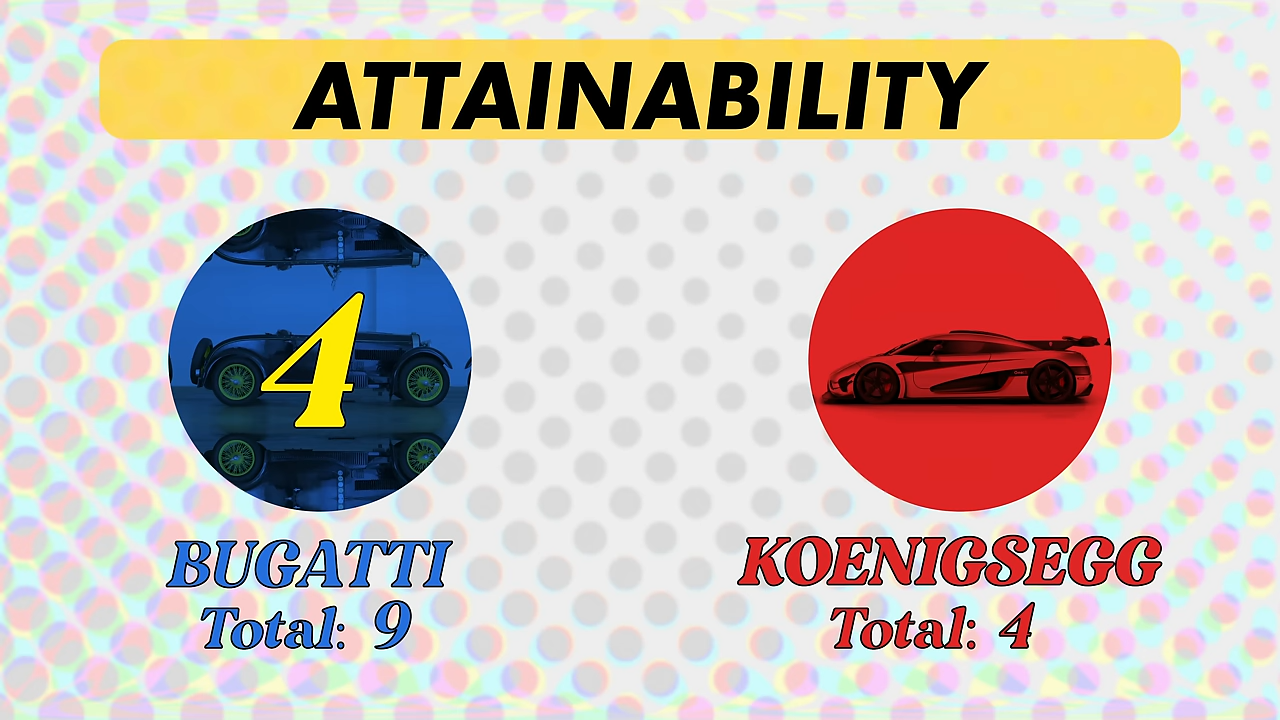 ATTAINABILITY
4
BUGATTI
Total: 9
KOENIGSEGG
Total: 4